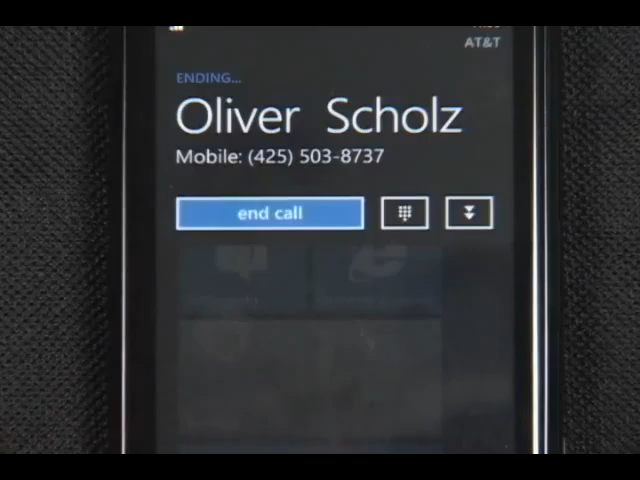 AT&T
ENDING...
Oliver Scholz
Mobile: (425) 503-8737
end call